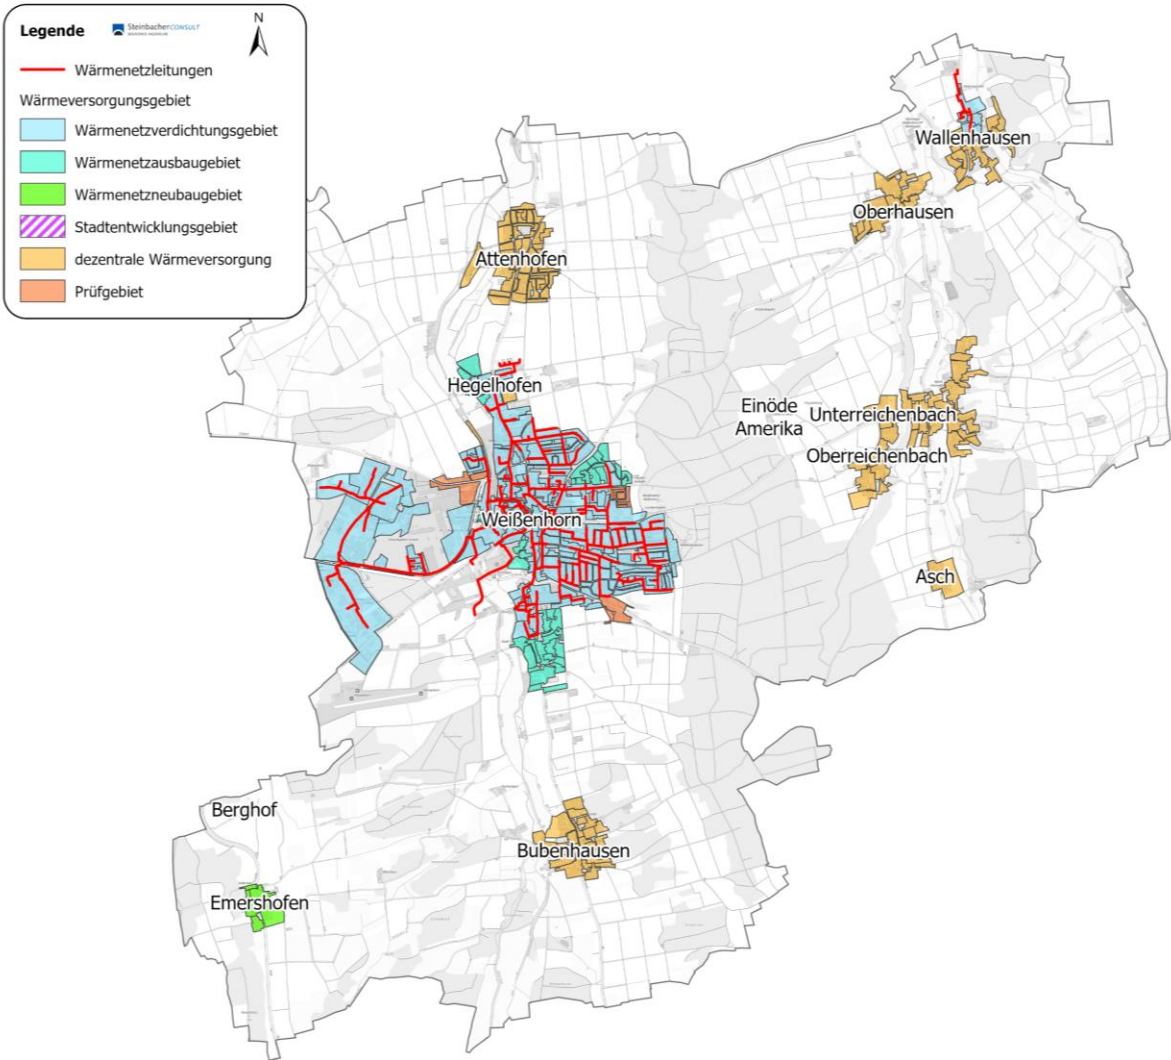 Legende
SteinbacherCONSULT
N
Wärmenetzleitungen
Wärmeversorgungsgebiet
Wärmenetzverdichtungsgebiet
Wärmenetzausbaugebiet
Wärmenetzneubaugebiet
Stadtentwicklungsgebiet
dezentrale Wärmeversorgung
Prüfgebiet
Wallenhausen
Oberhausen
Attenhofen
Hegelhofen
Einöde
Amerika
Unterreichenbach
Oberreichenbach
Weißenhorn
Asch
Berghof
Bubenhausen
Emershofen